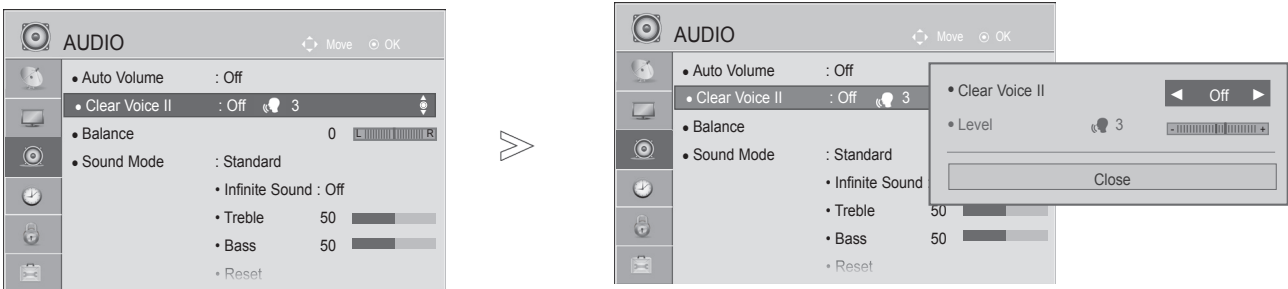 AUDIO
Move OK
• Auto Volume : Off
• Clear Voice II : Off 3
• Balance 0 L R
• Sound Mode : Standard
• Infinite Sound : Off
• Treble 50
• Bass 50
• Reset
AUDIO
Move OK
• Auto Volume : Off
• Clear Voice II : Off 3
• Balance
• Sound Mode : Standard
• Infinite Sound :
• Treble 50
• Bass 50
• Reset
• Clear Voice II ◀ Off ▶
• Level 3 - +
Close